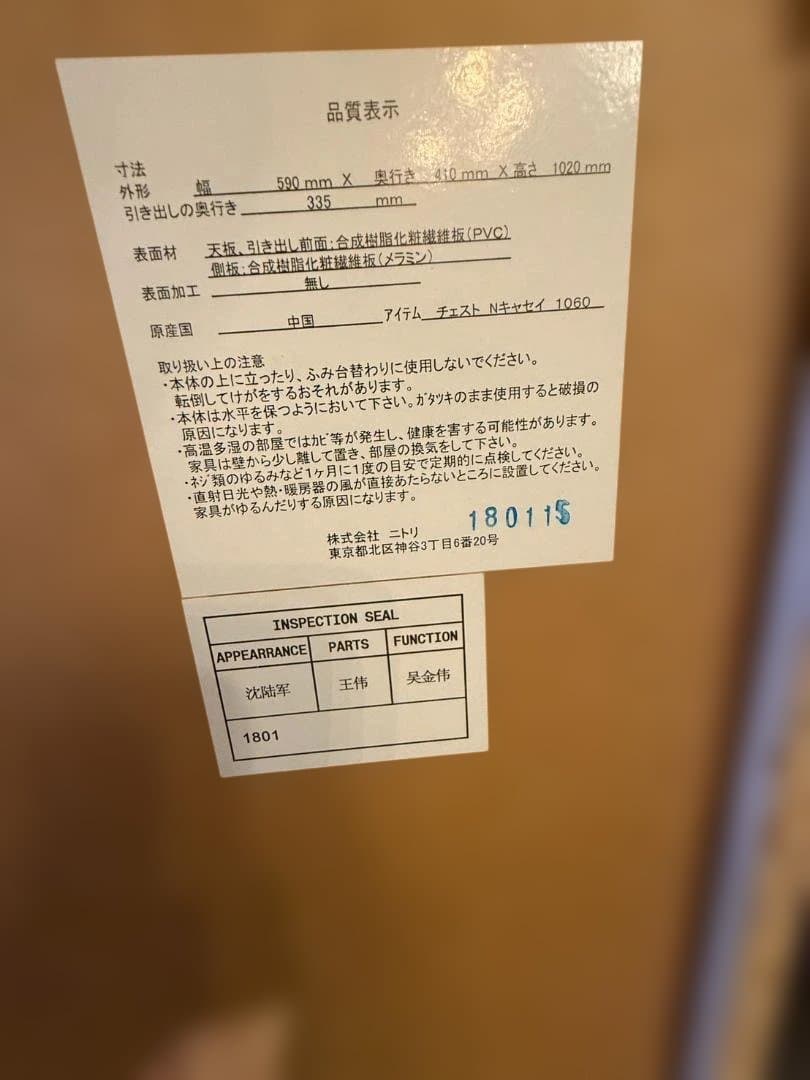 品質表示
寸法
外形 幅 590 mm X 奥行き 410 mm X 高さ 1020 mm
引き出しの奥行き 335 mm
表面材 天板、引き出し前面:合成樹脂化粧繊維板(PVC)
側板:合成樹脂化粧繊維板(メラミン)
表面加工 無し
原産国 中国 アイテム チェスト Nキャセイ 1060
取り扱い上の注意
・本体の上に立ったり、ふみ台替わりに使用しないでください。
転倒してけがをするおそれがあります。
・本体は水平を保つようにおいて下さい。ｶﾞﾀﾂｷのまま使用すると破損の
原因になります。
・高温多湿の部屋ではｶﾋﾞ等が発生し、健康を害する可能性があります。
家具は壁から少し離して置き、部屋の換気をして下さい。
・ﾈｼﾞ類のゆるみなど1ヶ月に1度の目安で定期的に点検してください。
・直射日光や熱・暖房器の風が直接あたらないところに設置してください。
家具がゆるんだりする原因になります。
株式会社 ニトリ 180115
東京都北区神谷3丁目6番20号
INSPECTION SEAL
APPEARRANCE PARTS FUNCTION
沈陆军 王伟 吴金伟
1801